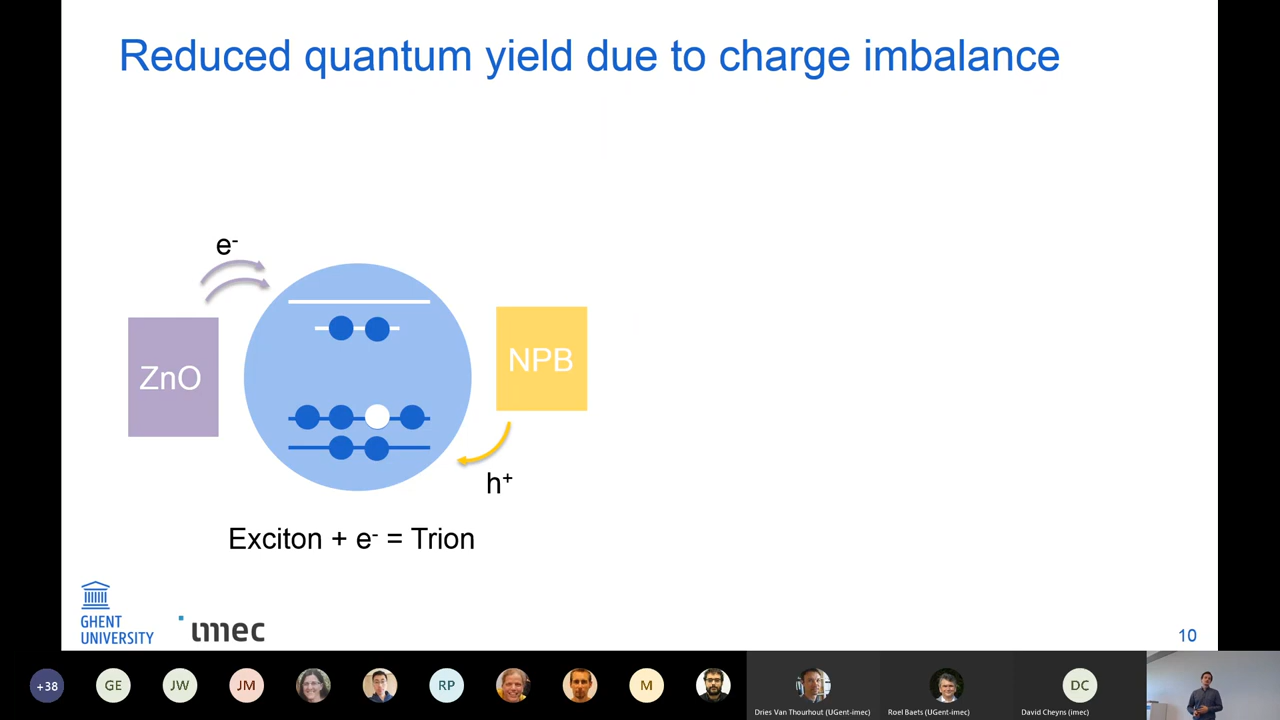 Reduced quantum yield due to charge imbalance
e-
ZnO
NPB
h+
Exciton + e- = Trion
GHENT
UNIVERSITY
imec
10
+38
GE
JW
JM
RP
M
DC
Dries Van Thourhout (UGent-imec)
Roel Baets (UGent-imec)
David Cheyns (imec)